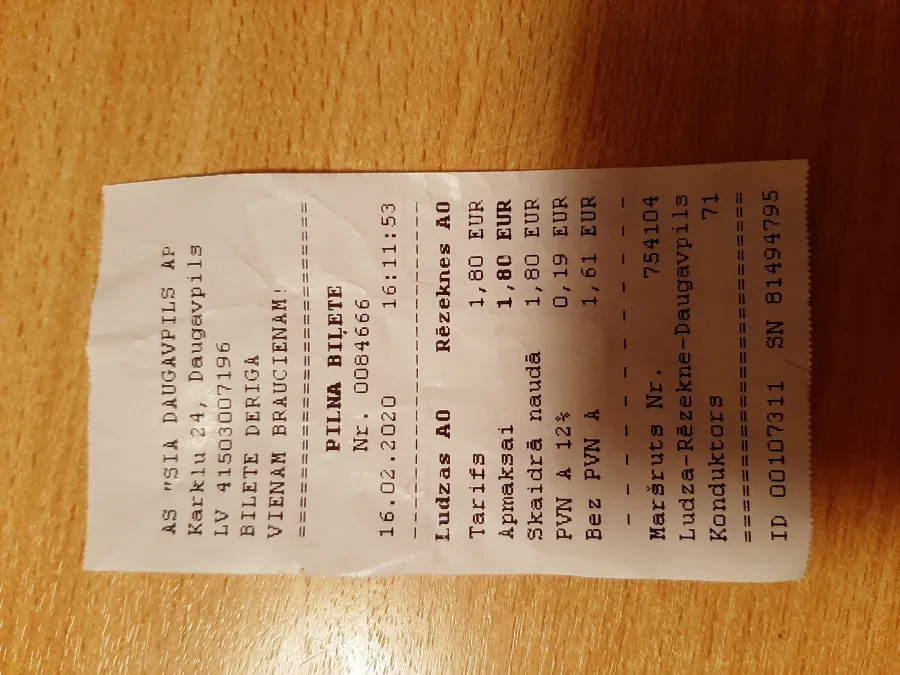 AS "SIA DAUGAVPILS AP
Karklu 24, Daugavpils
LV 41503007196
BILETE DERIGA
VIENAM BRAUCIENAM!
=====================
PILNA BIĻETE
Nr. 0084666
16.02.2020 16:11:53
---------------------
Ludzas AO Rēzeknes AO
Tarifs 1,80 EUR
Apmaksai 1,80 EUR
Skaidrā naudā 1,80 EUR
PVN A 12% 0,19 EUR
Bez PVN A 1,61 EUR
- - - - - - - - - - -
Maršruts Nr. 754104
Ludza-Rēzekne-Daugavpils
Konduktors 71
========================
ID 00107311 SN 81494795